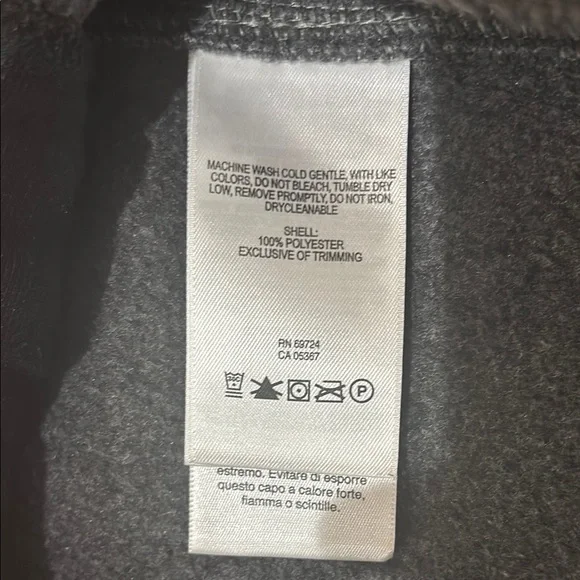 MACHINE WASH COLD GENTLE, WITH LIKE
COLORS, DO NOT BLEACH, TUMBLE DRY
LOW, REMOVE PROMPTLY, DO NOT IRON,
DRYCLEANABLE
SHELL:
100% POLYESTER
EXCLUSIVE OF TRIMMING
RN 69724
CA 05367
30C
P
estremo. Evitare di esporre
questo capo a calore forte,
fiamma o scintille.